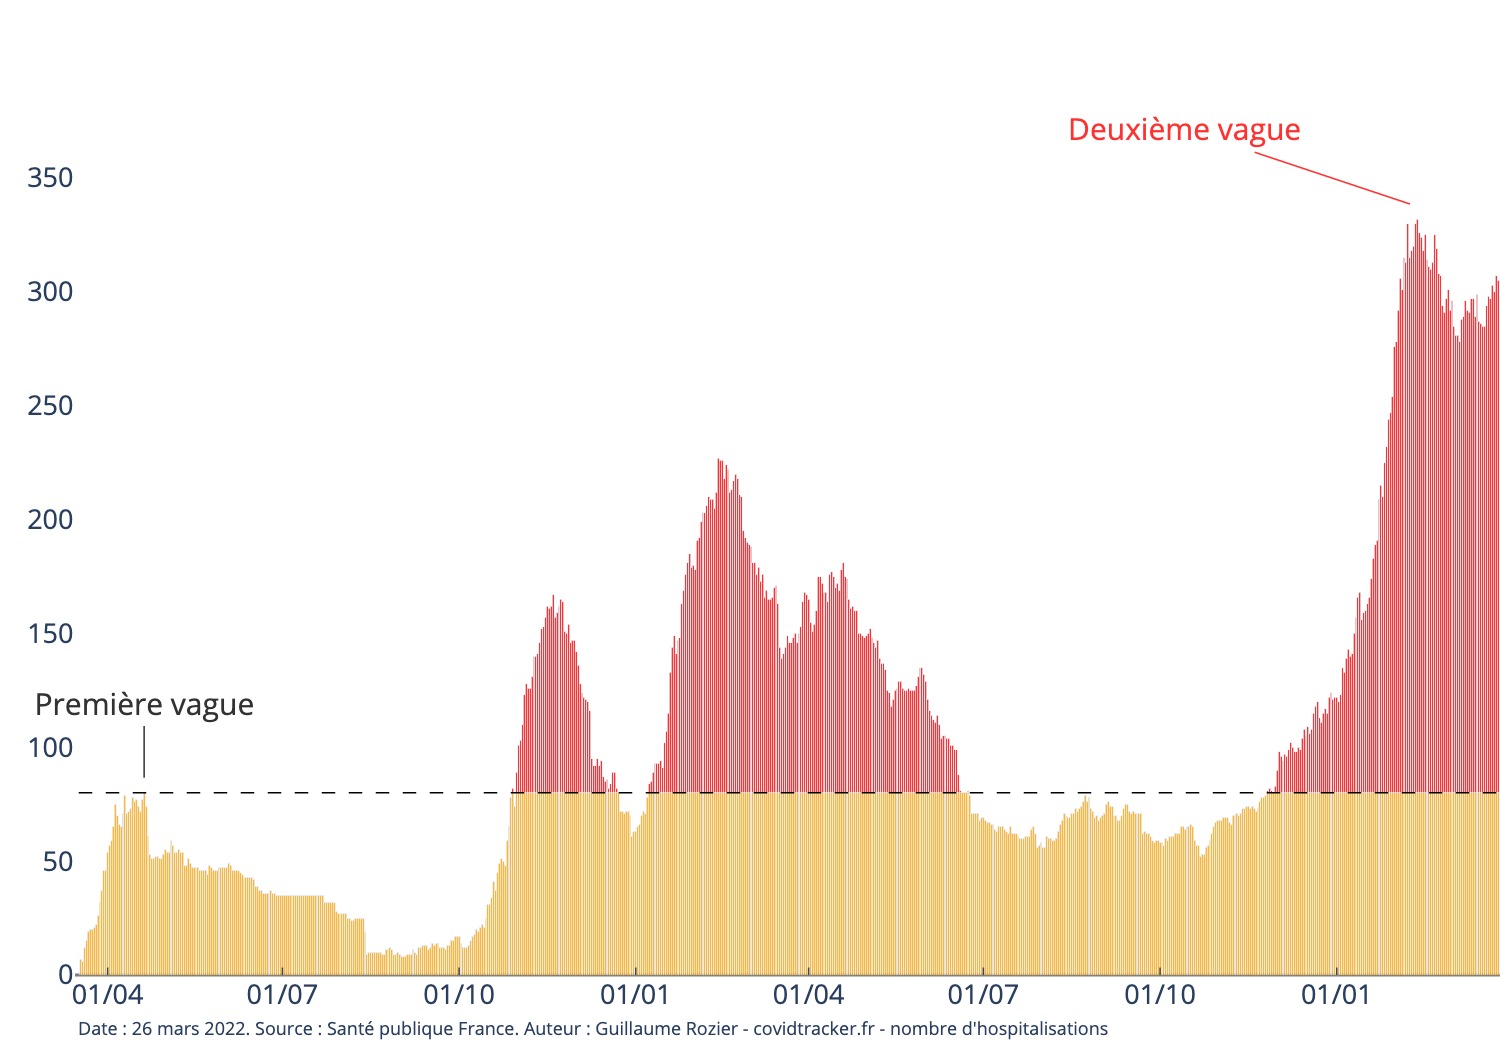 Deuxième vague
350
300
250
200
150
Première vague
100
50
0
01/04 01/07 01/10 01/01 01/04 01/07 01/10 01/01
Date : 26 mars 2022. Source : Santé publique France. Auteur : Guillaume Rozier - covidtracker.fr - nombre d'hospitalisations